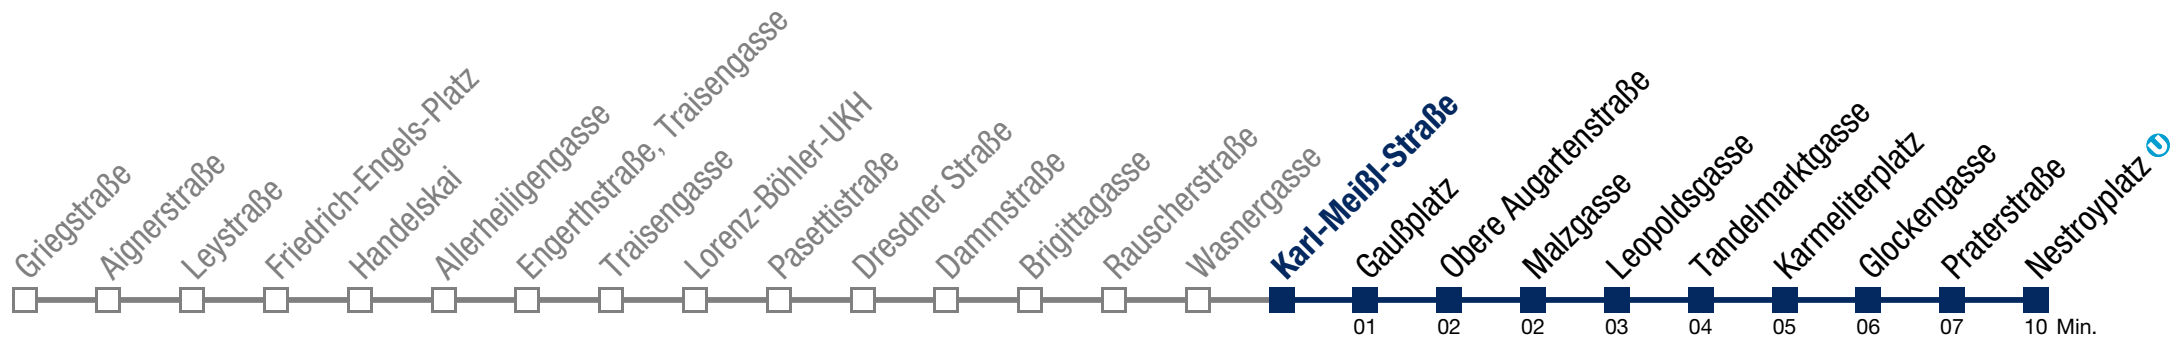 Griegstraße
Aignerstraße
Leystraße
Friedrich-Engels-Platz
Handelskai
Allerheiligengasse
Engerthstraße, Traisengasse
Traisengasse
Lorenz-Böhler-UKH
Pasettistraße
Dresdner Straße
Dammstraße
Brigittagasse
Rauscherstraße
Wasnergasse
Karl-Meißl-Straße
Gaußplatz
Obere Augartenstraße
Malzgasse
Leopoldsgasse
Tandelmarktgasse
Karmeliterplatz
Glockengasse
Praterstraße
Nestroyplatz U
01 02 02 03 04 05 06 07 10 Min.